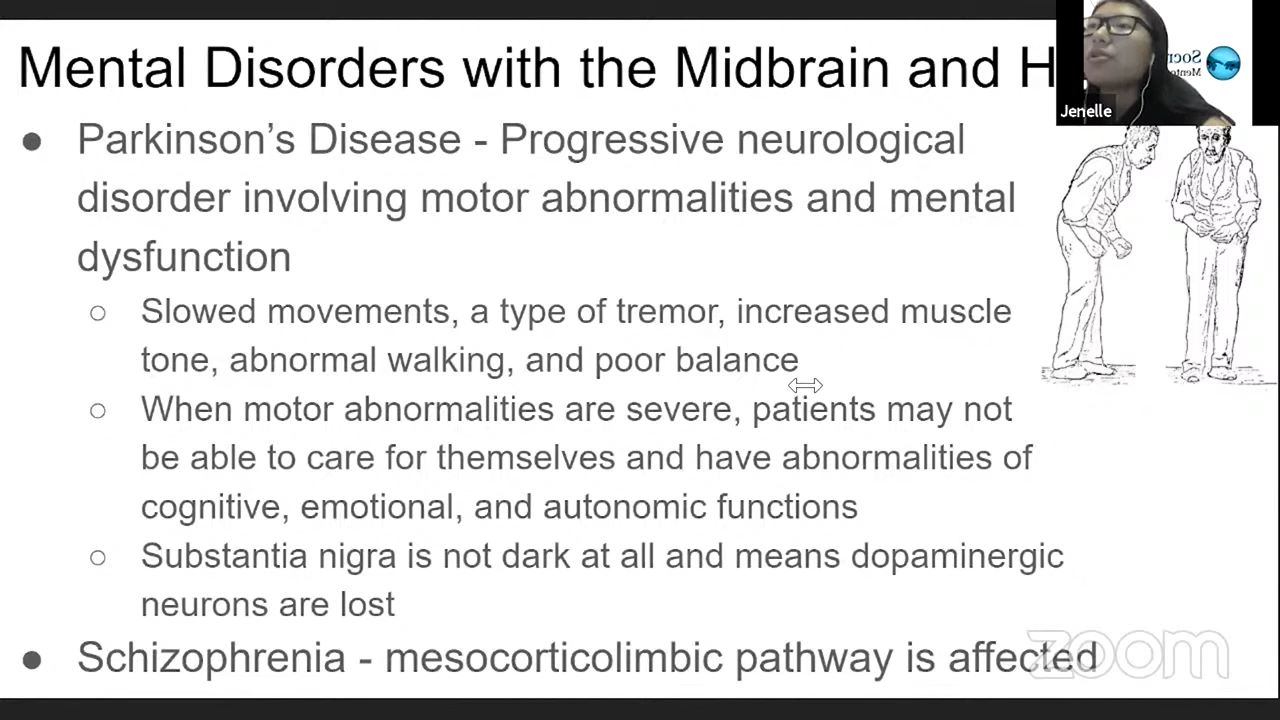 Mental Disorders with the Midbrain and H
Jenelle
● Parkinson's Disease - Progressive neurological
disorder involving motor abnormalities and mental
dysfunction
○ Slowed movements, a type of tremor, increased muscle
tone, abnormal walking, and poor balance
○ When motor abnormalities are severe, patients may not
be able to care for themselves and have abnormalities of
cognitive, emotional, and autonomic functions
○ Substantia nigra is not dark at all and means dopaminergic
neurons are lost
● Schizophrenia - mesocorticolimbic pathway is affected
zoom